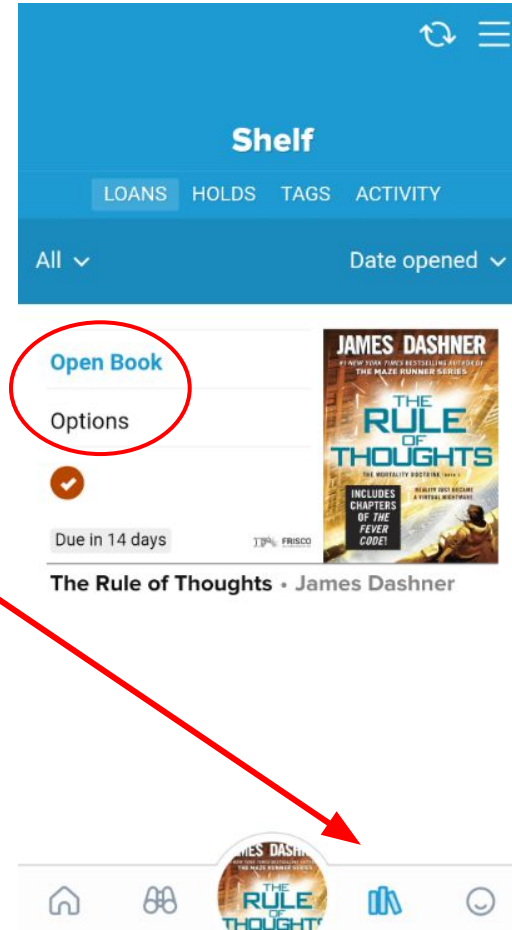 Shelf
LOANS HOLDS TAGS ACTIVITY
All Date opened
Open Book
Options
Due in 14 days
FRISCO
JAMES DASHNER
#1 NEW YORK TIMES BESTSELLING AUTHOR OF
THE MAZE RUNNER SERIES
THE
RULE
OF
THOUGHTS
THE MORTALITY DOCTRINE
INCLUDES
CHAPTERS
OF THE
FEVER
CODE!
REALITY JUST BECAME
A VIRTUAL NIGHTMARE
The Rule of Thoughts • James Dashner
THE
RULE